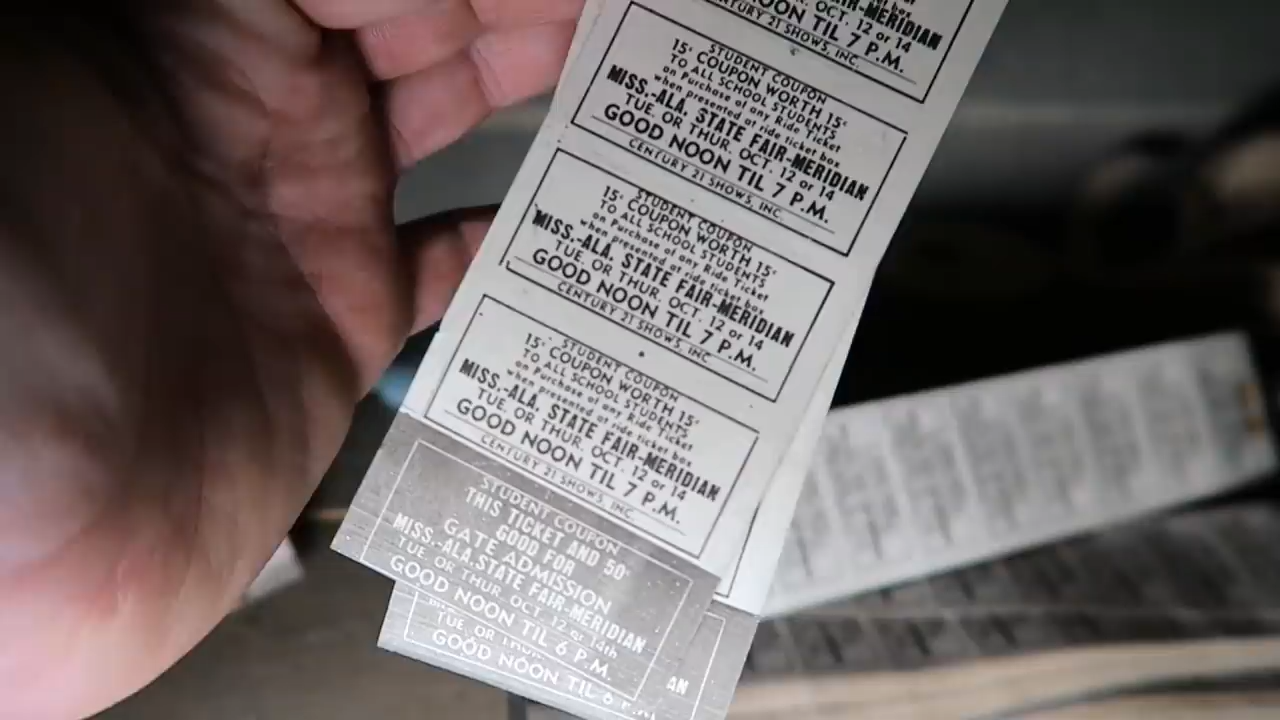 IR-MERIDIAN
OCT. 12 or 14
OON TIL 7 P.M.
CENTURY 21 SHOWS, INC.
STUDENT COUPON
15¢ COUPON WORTH 15¢
TO ALL SCHOOL STUDENTS
on Purchase of any Ride Ticket
when presented at ride ticket box
MISS.-ALA. STATE FAIR-MERIDIAN
TUE. OR THUR. OCT. 12 or 14
GOOD NOON TIL 7 P.M.
CENTURY 21 SHOWS, INC.
STUDENT COUPON
15¢ COUPON WORTH 15¢
TO ALL SCHOOL STUDENTS
on Purchase of any Ride Ticket
when presented at ride ticket box
MISS.-ALA. STATE FAIR-MERIDIAN
TUE. OR THUR. OCT. 12 or 14
GOOD NOON TIL 7 P.M.
CENTURY 21 SHOWS, INC.
STUDENT COUPON
15¢ COUPON WORTH 15¢
TO ALL SCHOOL STUDENTS
on Purchase of any Ride Ticket
when presented at ride ticket box
MISS.-ALA. STATE FAIR-MERIDIAN
TUE. OR THUR. OCT. 12 or 14
GOOD NOON TIL 7 P.M.
CENTURY 21 SHOWS, INC.
STUDENT COUPON
THIS TICKET AND 50¢
GOOD FOR
GATE ADMISSION
MISS.-ALA. STATE FAIR-MERIDIAN
TUE. OR THUR. OCT. 12 or 14th
GOOD NOON TIL 6 P.M.
AN
TUE. OR THUR.
GOOD NOON TIL 6 P.M.